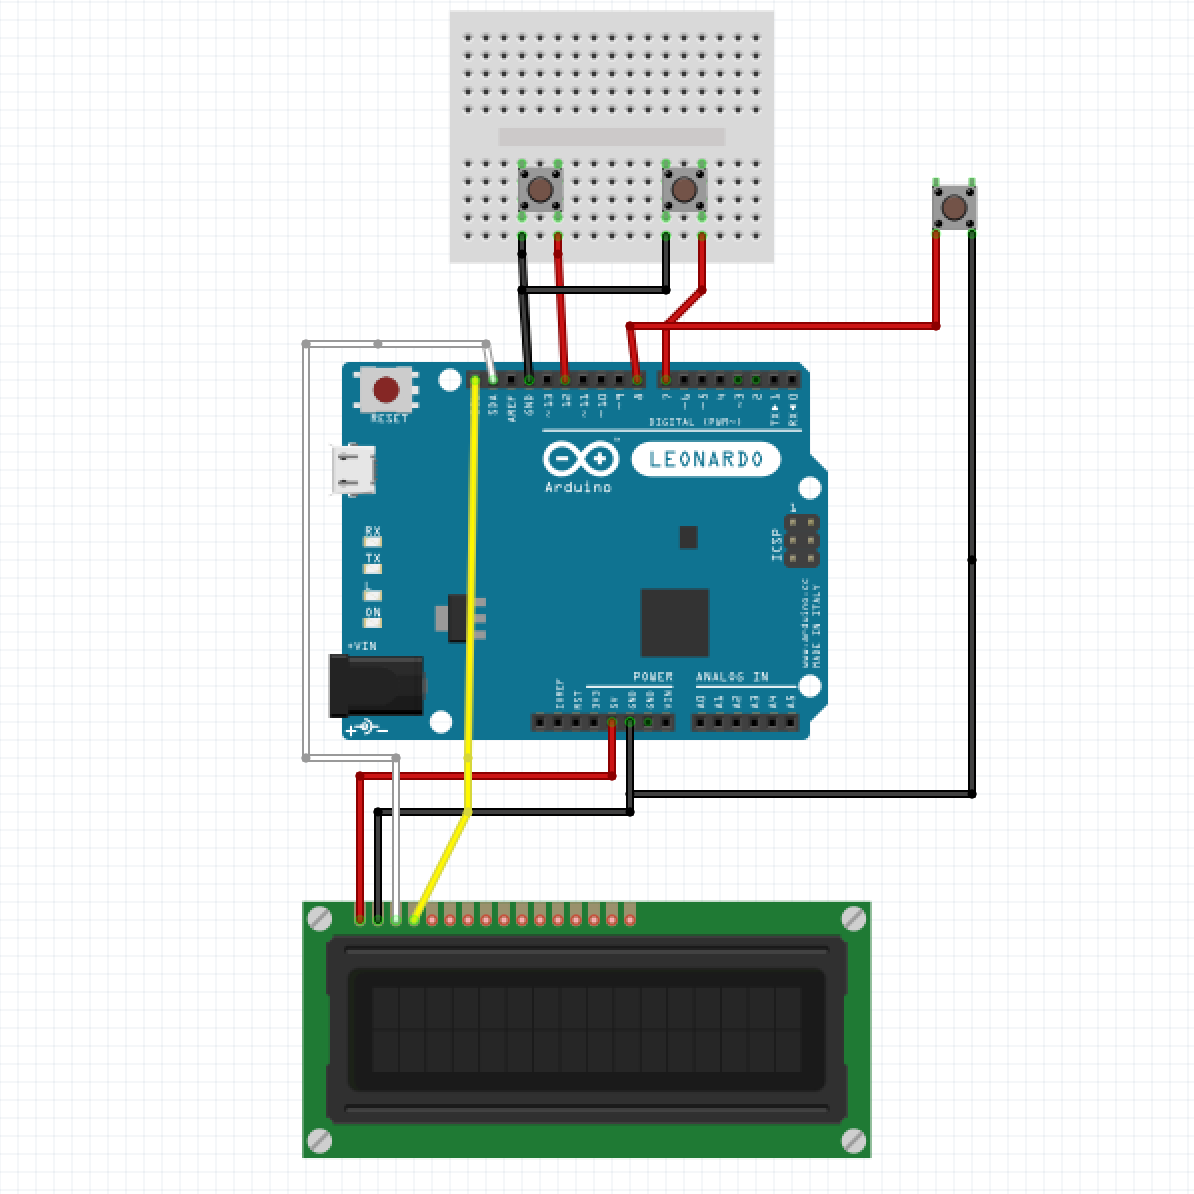 RESET
SDA
AREF
GND
~13
12
~11
~10
~9
8
7
~6
~5
4
~3
2
TX▶1
RX◀0
DIGITAL (PWM~)
LEONARDO
Arduino
RX
TX
L
ON
ICSP
1
www.arduino.cc
MADE IN ITALY
+VIN
POWER
ANALOG IN
IOREF
RST
3V3
5V
GND
GND
VIN
A0
A1
A2
A3
A4
A5